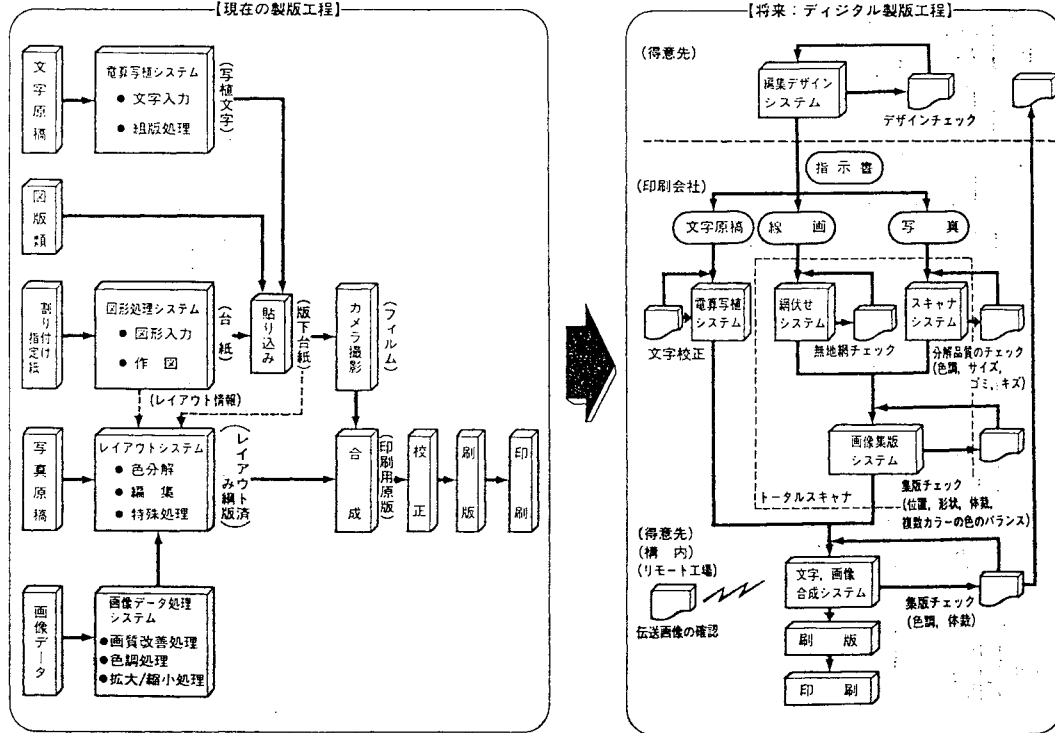 【現在の製版工程】
文字原稿
電算写植システム
● 文字入力
● 組版処理
(写植文字)
図版類
割り付け
指定紙
図形処理システム
● 図形入力
● 作 図
(台 紙)
貼り込み
(版下台紙)
カメラ撮影
(フィルム)
(レイアウト情報)
写真原稿
レイアウトシステム
● 色分解
● 編 集
● 特殊処理
(レイアウト済
み網版)
合 成
(印刷用原版)
校 正
刷 版
印 刷
画像データ
画像データ処理
システム
●画質改善処理
●色調処理
●拡大/縮小処理
【将来：ディジタル製版工程】
(得意先)
編集デザイン
システム
デザインチェック
指 示 書
(印刷会社)
文字原稿
線 画
写 真
電算写植
システム
文字校正
網伏せ
システム
無地網チェック
スキャナ
システム
分解品質のチェック
(色調, サイズ,
ゴミ, キズ)
画像集版
システム
集版チェック
(位置, 形状, 体裁,
複数カラーの色のバランス)
トータルスキャナ
(得意先)
(構 内)
(リモート工場)
伝送画像の確認
文字, 画像
合成システム
集版チェック
(色調, 体裁)
刷 版
印 刷